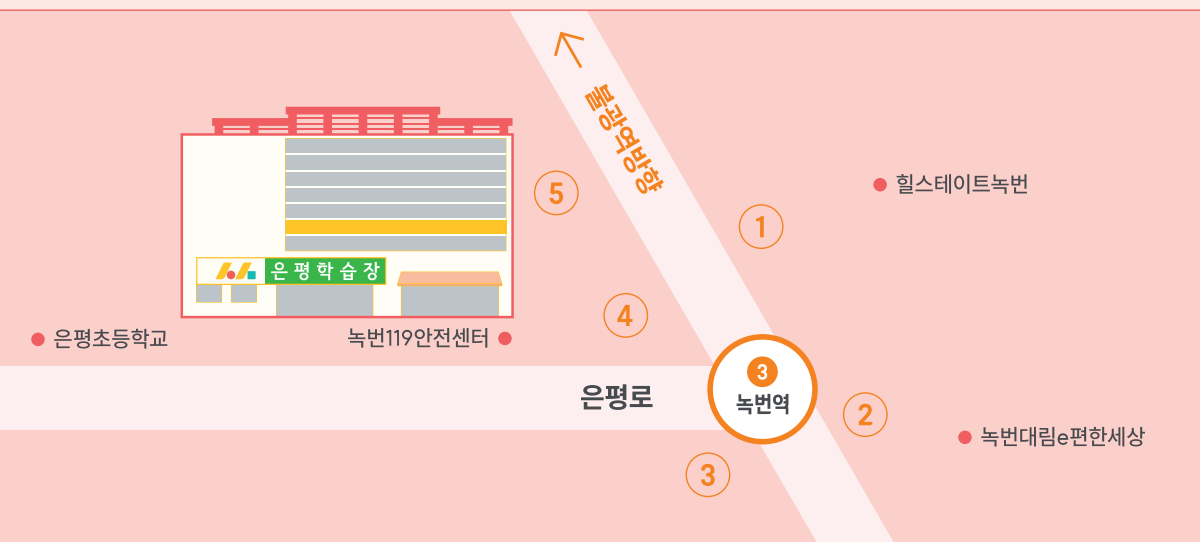 불광역방향
5
힐스테이트녹번
1
은평학습장
4
은평초등학교
녹번119안전센터
3
녹번역
은평로
2
녹번대림e편한세상
3